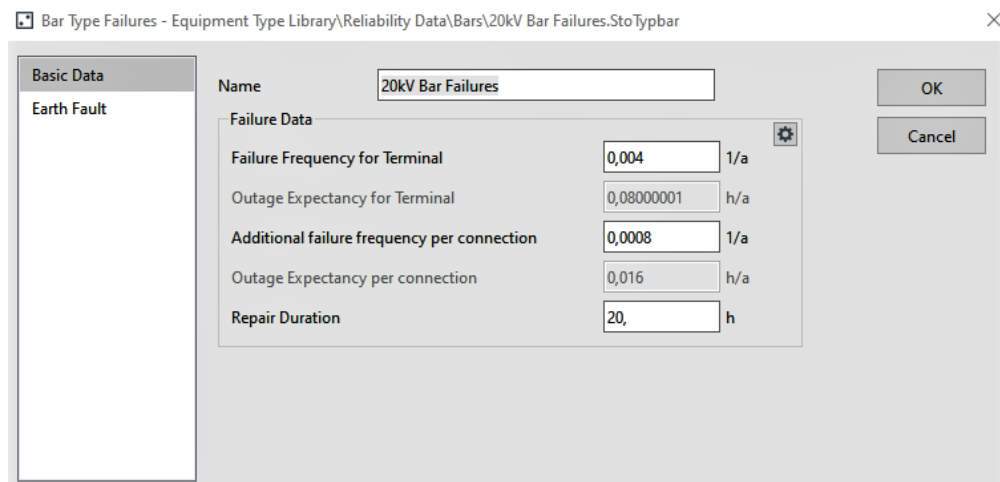 Bar Type Failures - Equipment Type Library\Reliability Data\Bars\20kV Bar Failures.StoTypbar
Basic Data
Earth Fault
Name 20kV Bar Failures
OK
Cancel
Failure Data
Failure Frequency for Terminal 0,004 1/a
Outage Expectancy for Terminal 0,08000001 h/a
Additional failure frequency per connection 0,0008 1/a
Outage Expectancy per connection 0,016 h/a
Repair Duration 20, h